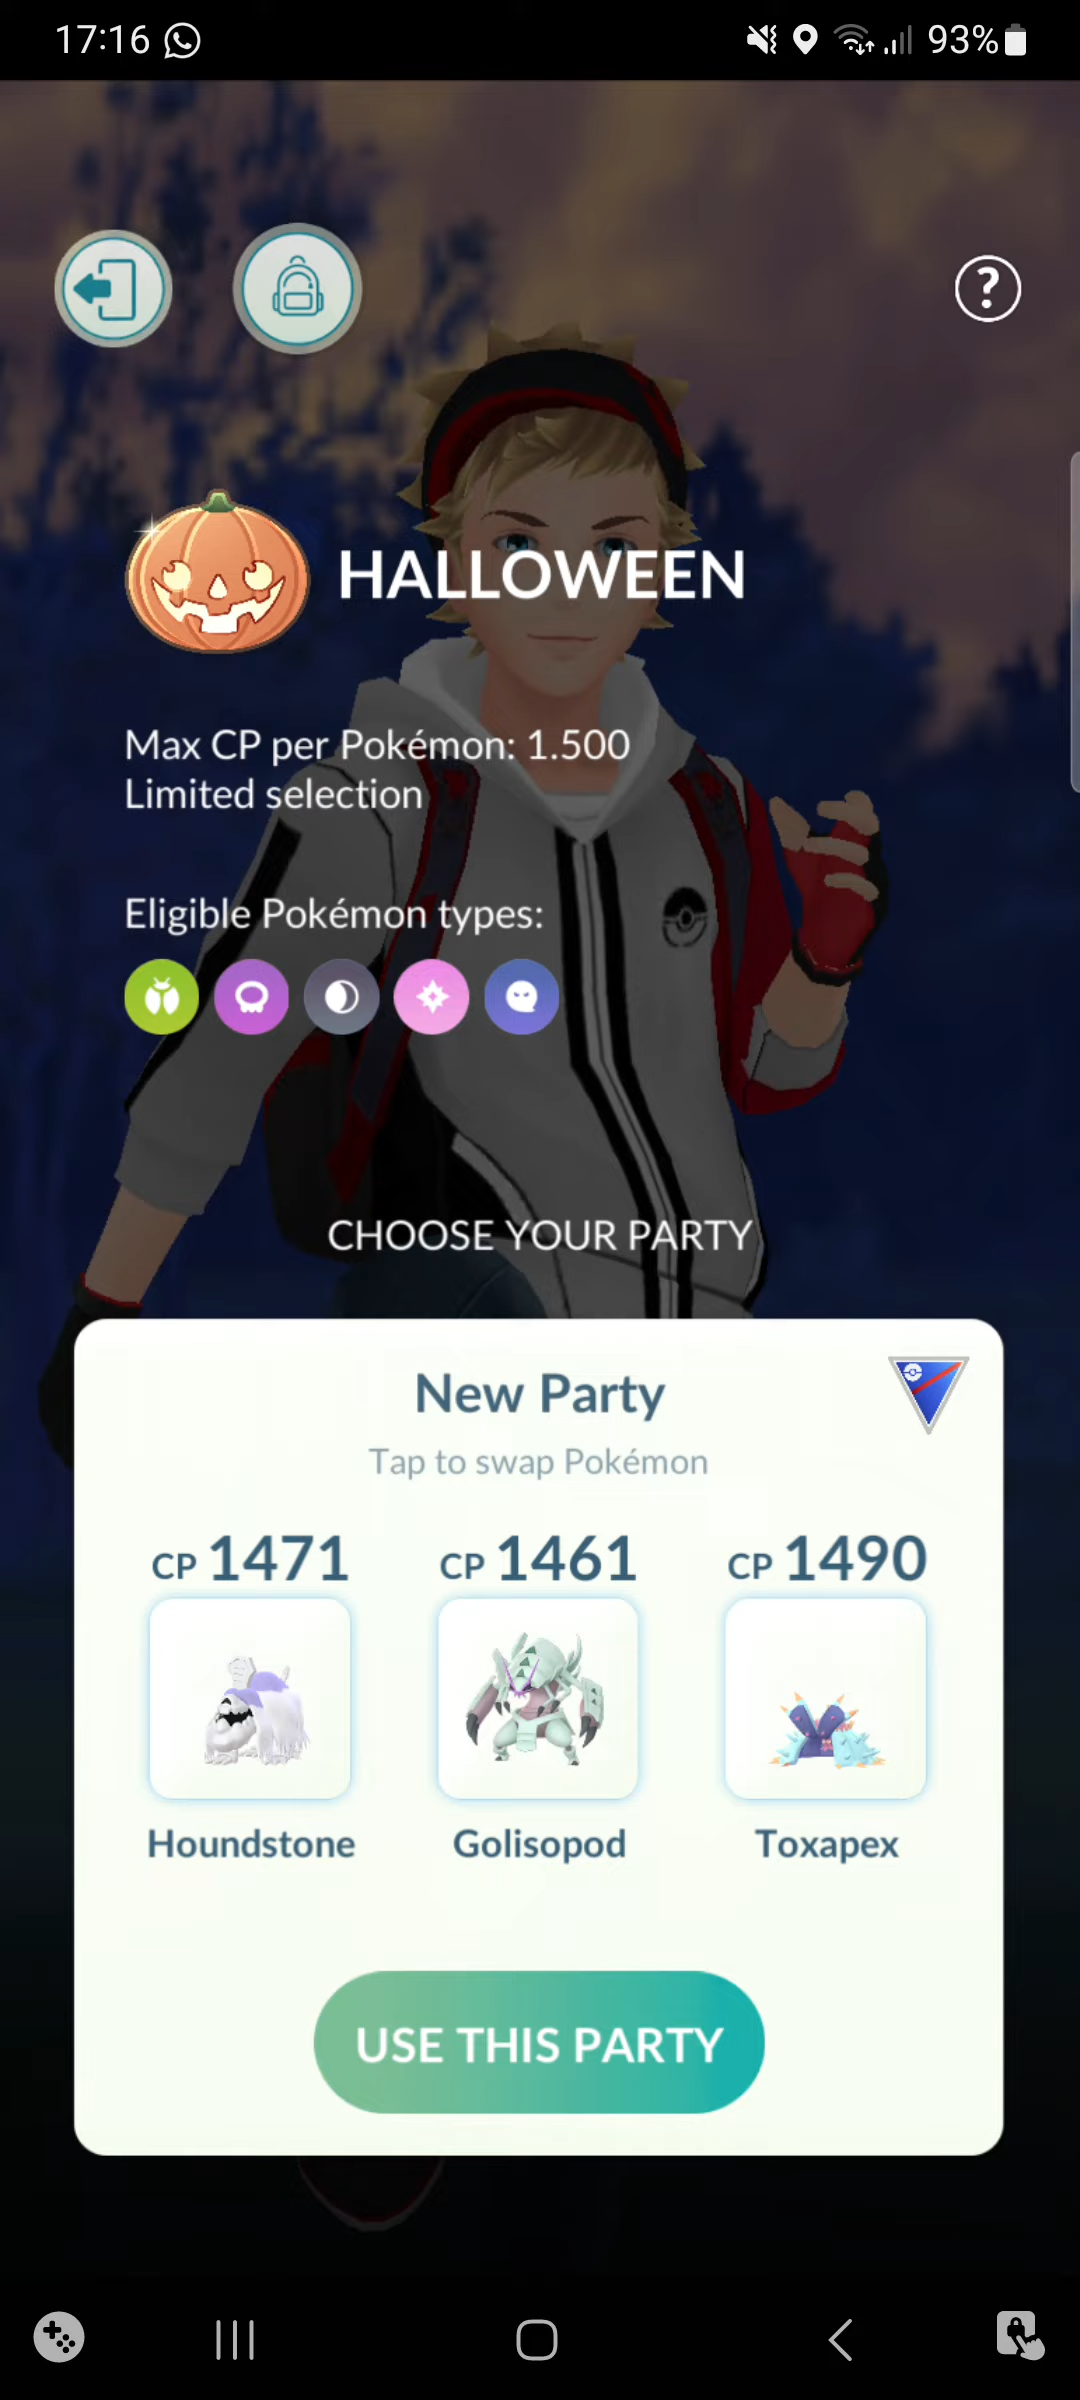 17:16
93%
?
HALLOWEEN
Max CP per Pokémon: 1.500
Limited selection
Eligible Pokémon types:
CHOOSE YOUR PARTY
New Party
Tap to swap Pokémon
CP 1471 CP 1461 CP 1490
Houndstone Golisopod Toxapex
USE THIS PARTY